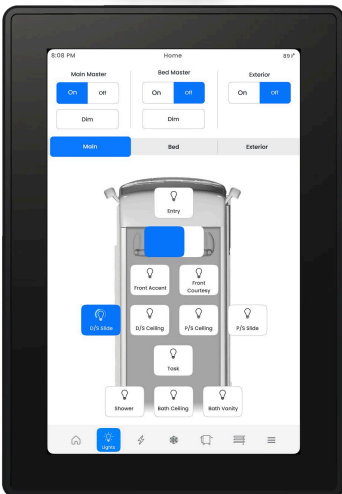 8:08 PM Home 89°
Main Master Bed Master Exterior
On Off On Off On Off
Dim Dim
Main Bed Exterior
Entry
Front Accent Front Courtesy
D/S Slide D/S Ceiling P/S Ceiling P/S Slide
Task
Shower Bath Ceiling Bath Vanity
Lights